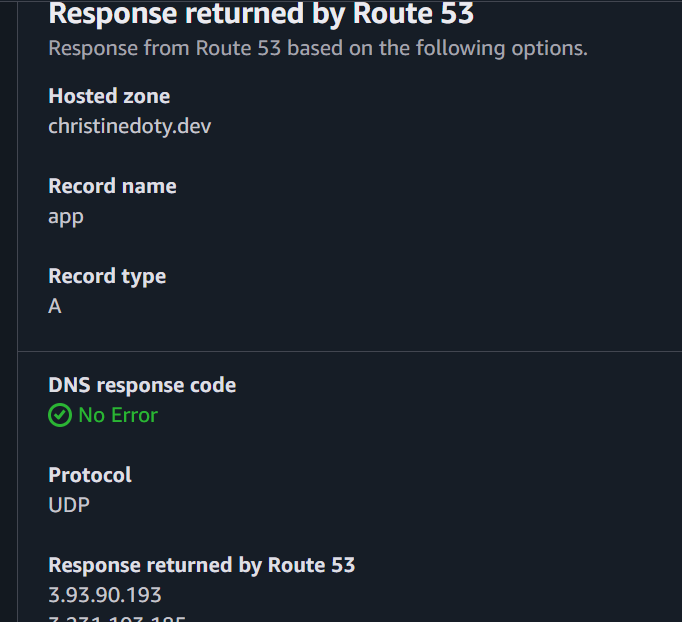 Response returned by Route 53
Response from Route 53 based on the following options.
Hosted zone
christinedoty.dev
Record name
app
Record type
A
DNS response code
No Error
Protocol
UDP
Response returned by Route 53
3.93.90.193